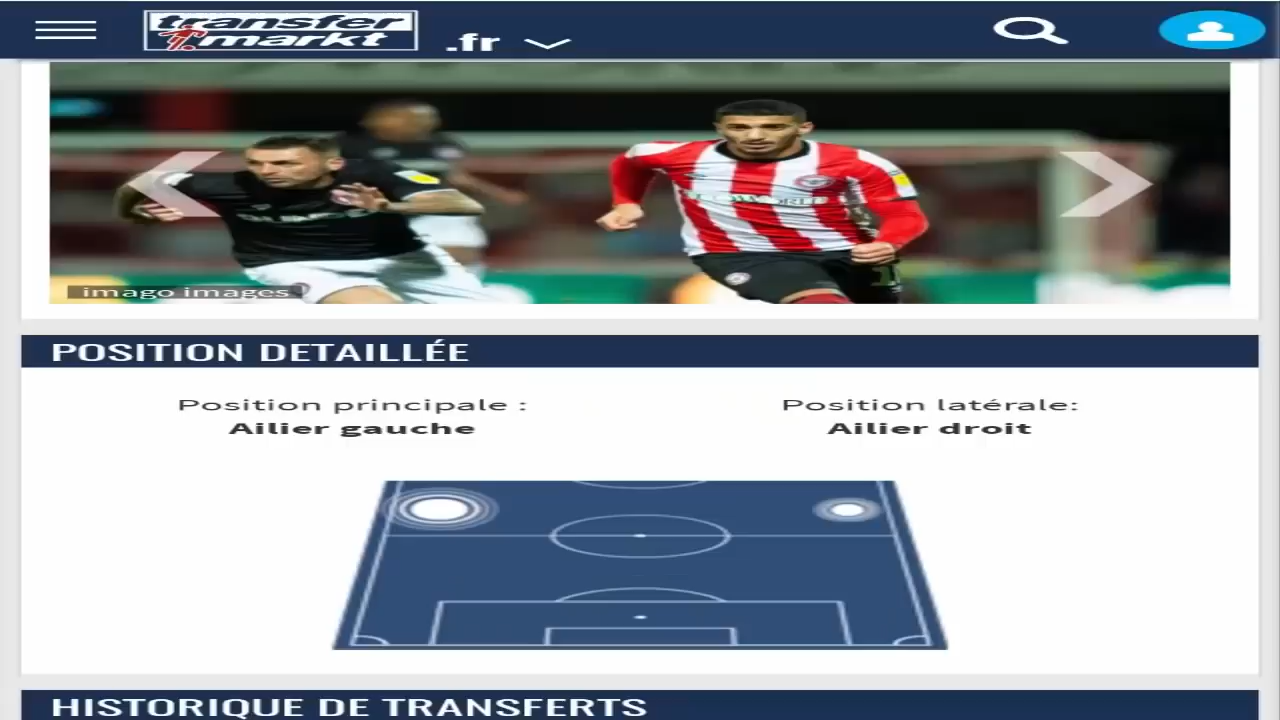 transfer
markt
.fr
imago images
POSITION DETAILLÉE
Position principale :
Ailier gauche
Position latérale:
Ailier droit
HISTORIQUE DE TRANSFERTS